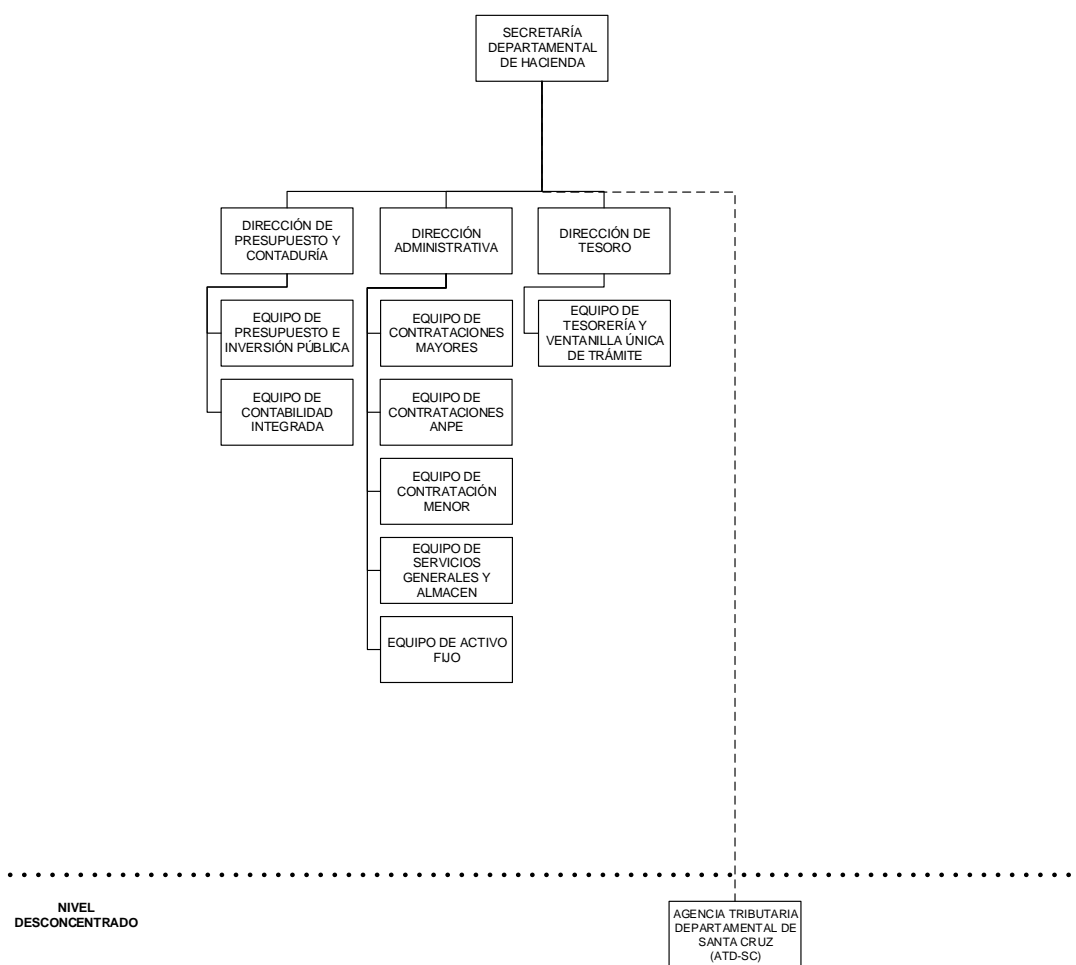 SECRETARÍA
DEPARTAMENTAL
DE HACIENDA
DIRECCIÓN DE
PRESUPUESTO Y
CONTADURÍA
DIRECCIÓN
ADMINISTRATIVA
DIRECCIÓN DE
TESORO
EQUIPO DE
PRESUPUESTO E
INVERSIÓN PÚBLICA
EQUIPO DE
CONTABILIDAD
INTEGRADA
EQUIPO DE
CONTRATACIONES
MAYORES
EQUIPO DE
CONTRATACIONES
ANPE
EQUIPO DE
CONTRATACIÓN
MENOR
EQUIPO DE
SERVICIOS
GENERALES Y
ALMACEN
EQUIPO DE ACTIVO
FIJO
EQUIPO DE
TESORERÍA Y
VENTANILLA ÚNICA
DE TRÁMITE
NIVEL
DESCONCENTRADO
AGENCIA TRIBUTARIA
DEPARTAMENTAL DE
SANTA CRUZ
(ATD-SC)